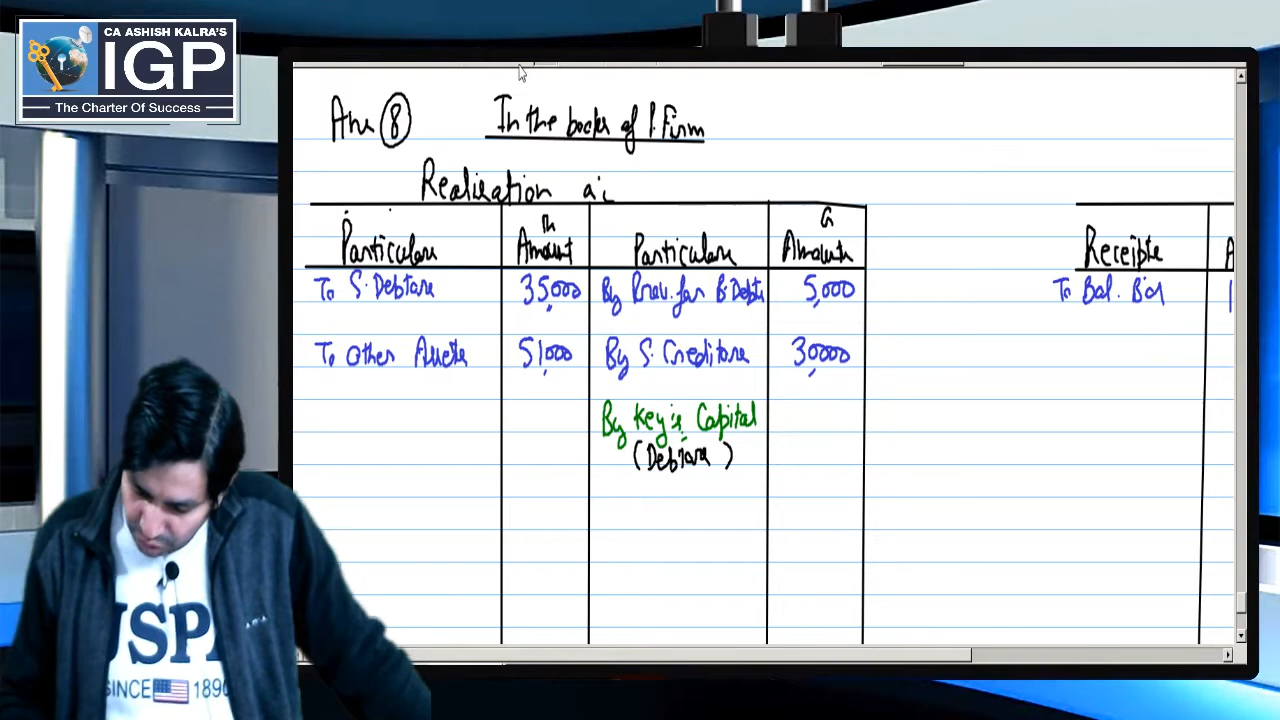 CA ASHISH KALRA'S
IGP
The Charter Of Success
Ans 8 In the books of P. Firm
Realisation a/c
Particulars Amount Particulars Amount Receipts
To S. Debtors 35,000 By Prov. for B. Debts 5,000 To Bal. B/d
To Other Assets 51,000 By S. Creditors 30,000
By Key's Capital
(Debtors)
USPA
SINCE 1890